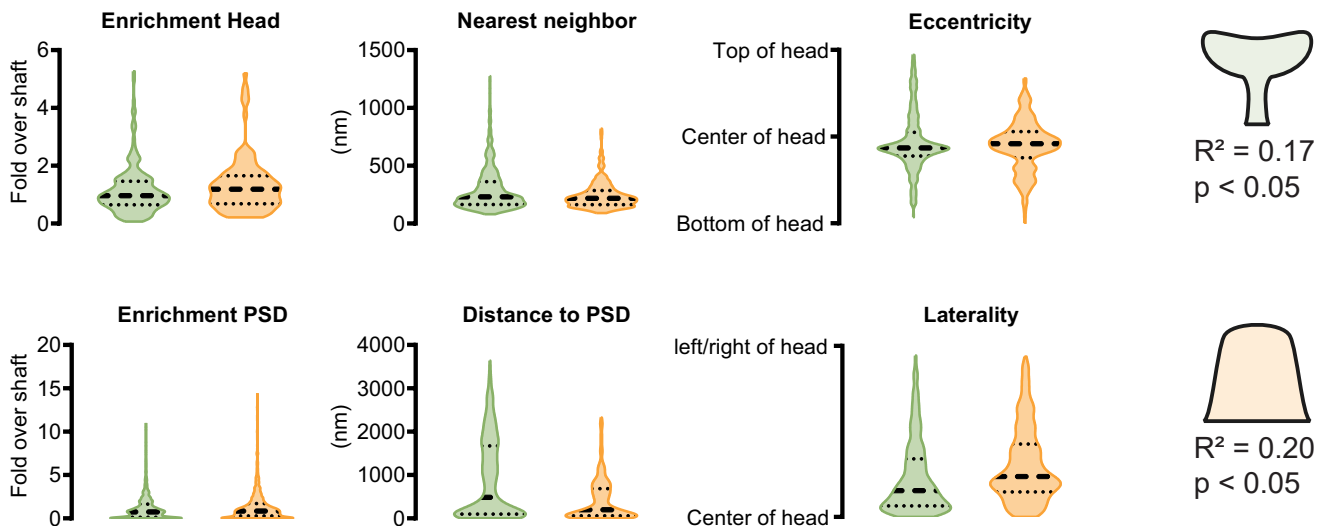 Enrichment Head
Fold over shaft
6
4
2
0
Nearest neighbor
(nm)
1500
1000
500
0
Eccentricity
Top of head
Center of head
Bottom of head
R² = 0.17
p < 0.05
Enrichment PSD
Fold over shaft
20
15
10
5
0
Distance to PSD
(nm)
4000
3000
2000
1000
0
Laterality
left/right of head
Center of head
R² = 0.20
p < 0.05